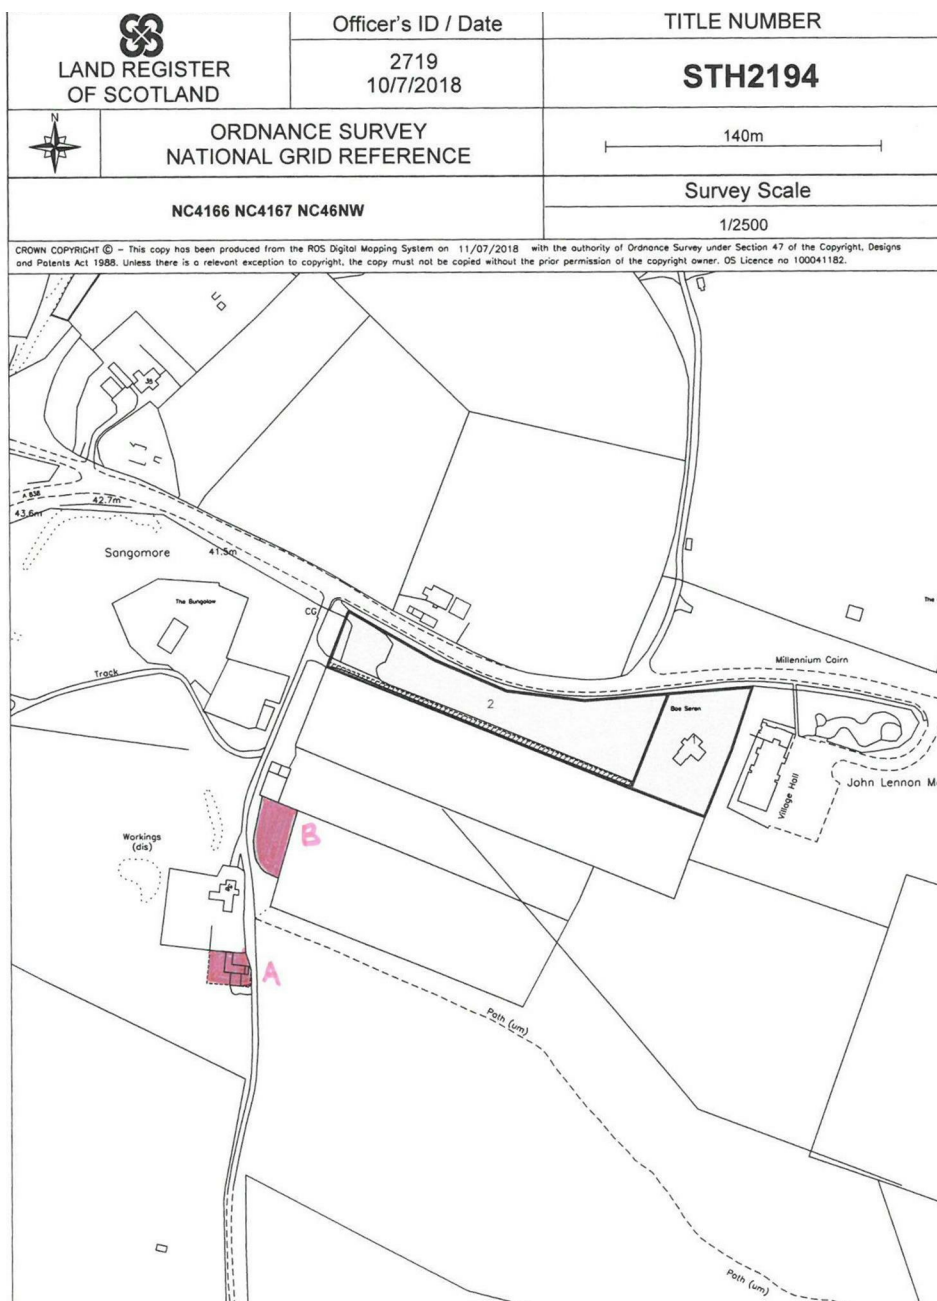 LAND REGISTER
OF SCOTLAND
Officer's ID / Date
2719
10/7/2018
TITLE NUMBER
STH2194
N
ORDNANCE SURVEY
NATIONAL GRID REFERENCE
140m
NC4166 NC4167 NC46NW
Survey Scale
1/2500
CROWN COPYRIGHT © – This copy has been produced from the ROS Digital Mapping System on 11/07/2018 with the authority of Ordnance Survey under Section 47 of the Copyright, Designs
and Patents Act 1988. Unless there is a relevant exception to copyright, the copy must not be copied without the prior permission of the copyright owner. OS Licence no 100041182.
A 838
42.7m
43.6m
Sangomore
41.5m
The Bungalow
CG
The
Millennium Cairn
Track
2
Bae Seren
Village Hall
John Lennon M
B
Workings
(dis)
A
Path (um)
Path (um)